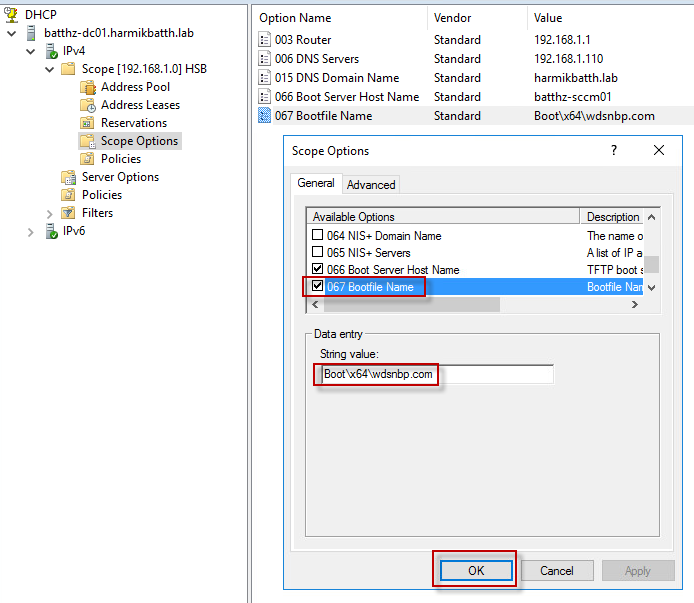 DHCP
batthz-dc01.harmikbatth.lab
IPv4
Scope [192.168.1.0] HSB
Address Pool
Address Leases
Reservations
Scope Options
Policies
Server Options
Policies
Filters
IPv6
Option Name Vendor Value
003 Router Standard 192.168.1.1
006 DNS Servers Standard 192.168.1.110
015 DNS Domain Name Standard harmikbatth.lab
066 Boot Server Host Name Standard batthz-sccm01
067 Bootfile Name Standard Boot\x64\wdsnbp.com
Scope Options ?
General Advanced
Available Options Description
064 NIS+ Domain Name The name o
065 NIS+ Servers A list of IP a
066 Boot Server Host Name TFTP boot s
067 Bootfile Name Bootfile Nam
Data entry
String value:
Boot\x64\wdsnbp.com
OK Cancel Apply